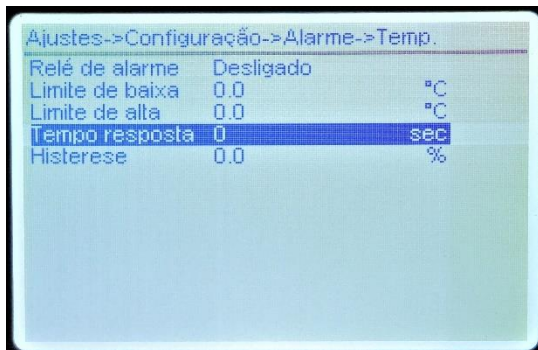 Ajustes->Configuração->Alarme->Temp.
Relé de alarme Desligado
Limite de baixa 0.0 °C
Limite de alta 0.0 °C
Tempo resposta 0 sec
Histerese 0.0 %